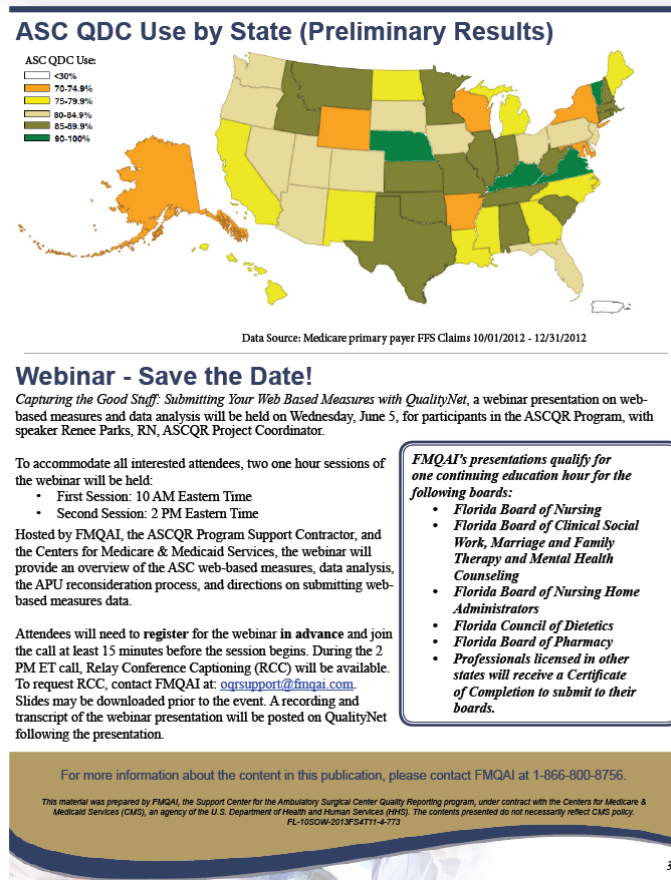 ASC QDC Use by State (Preliminary Results)
ASC QDC Use:
<30%
70-74.9%
75-79.9%
80-84.9%
85-89.9%
90-100%
Data Source: Medicare primary payer FFS Claims 10/01/2012 - 12/31/2012
Webinar - Save the Date!
Capturing the Good Stuff: Submitting Your Web Based Measures with QualityNet, a webinar presentation on web-
based measures and data analysis will be held on Wednesday, June 5, for participants in the ASCQR Program, with
speaker Renee Parks, RN, ASCQR Project Coordinator.
To accommodate all interested attendees, two one hour sessions of
the webinar will be held:
• First Session: 10 AM Eastern Time
• Second Session: 2 PM Eastern Time
Hosted by FMQAI, the ASCQR Program Support Contractor, and
the Centers for Medicare & Medicaid Services, the webinar will
provide an overview of the ASC web-based measures, data analysis,
the APU reconsideration process, and directions on submitting web-
based measures data.
Attendees will need to register for the webinar in advance and join
the call at least 15 minutes before the session begins. During the 2
PM ET call, Relay Conference Captioning (RCC) will be available.
To request RCC, contact FMQAI at: oqrsupport@fmqai.com.
Slides may be downloaded prior to the event. A recording and
transcript of the webinar presentation will be posted on QualityNet
following the presentation.
FMQAI's presentations qualify for
one continuing education hour for the
following boards:
• Florida Board of Nursing
• Florida Board of Clinical Social
Work, Marriage and Family
Therapy and Mental Health
Counseling
• Florida Board of Nursing Home
Administrators
• Florida Council of Dietetics
• Florida Board of Pharmacy
• Professionals licensed in other
states will receive a Certificate
of Completion to submit to their
boards.
For more information about the content in this publication, please contact FMQAI at 1-866-800-8756.
This material was prepared by FMQAI, the Support Center for the Ambulatory Surgical Center Quality Reporting program, under contract with the Centers for Medicare &
Medicaid Services (CMS), an agency of the U.S. Department of Health and Human Services (HHS). The contents presented do not necessarily reflect CMS policy.
FL-10SOW-2013FS4T11-4-773
3